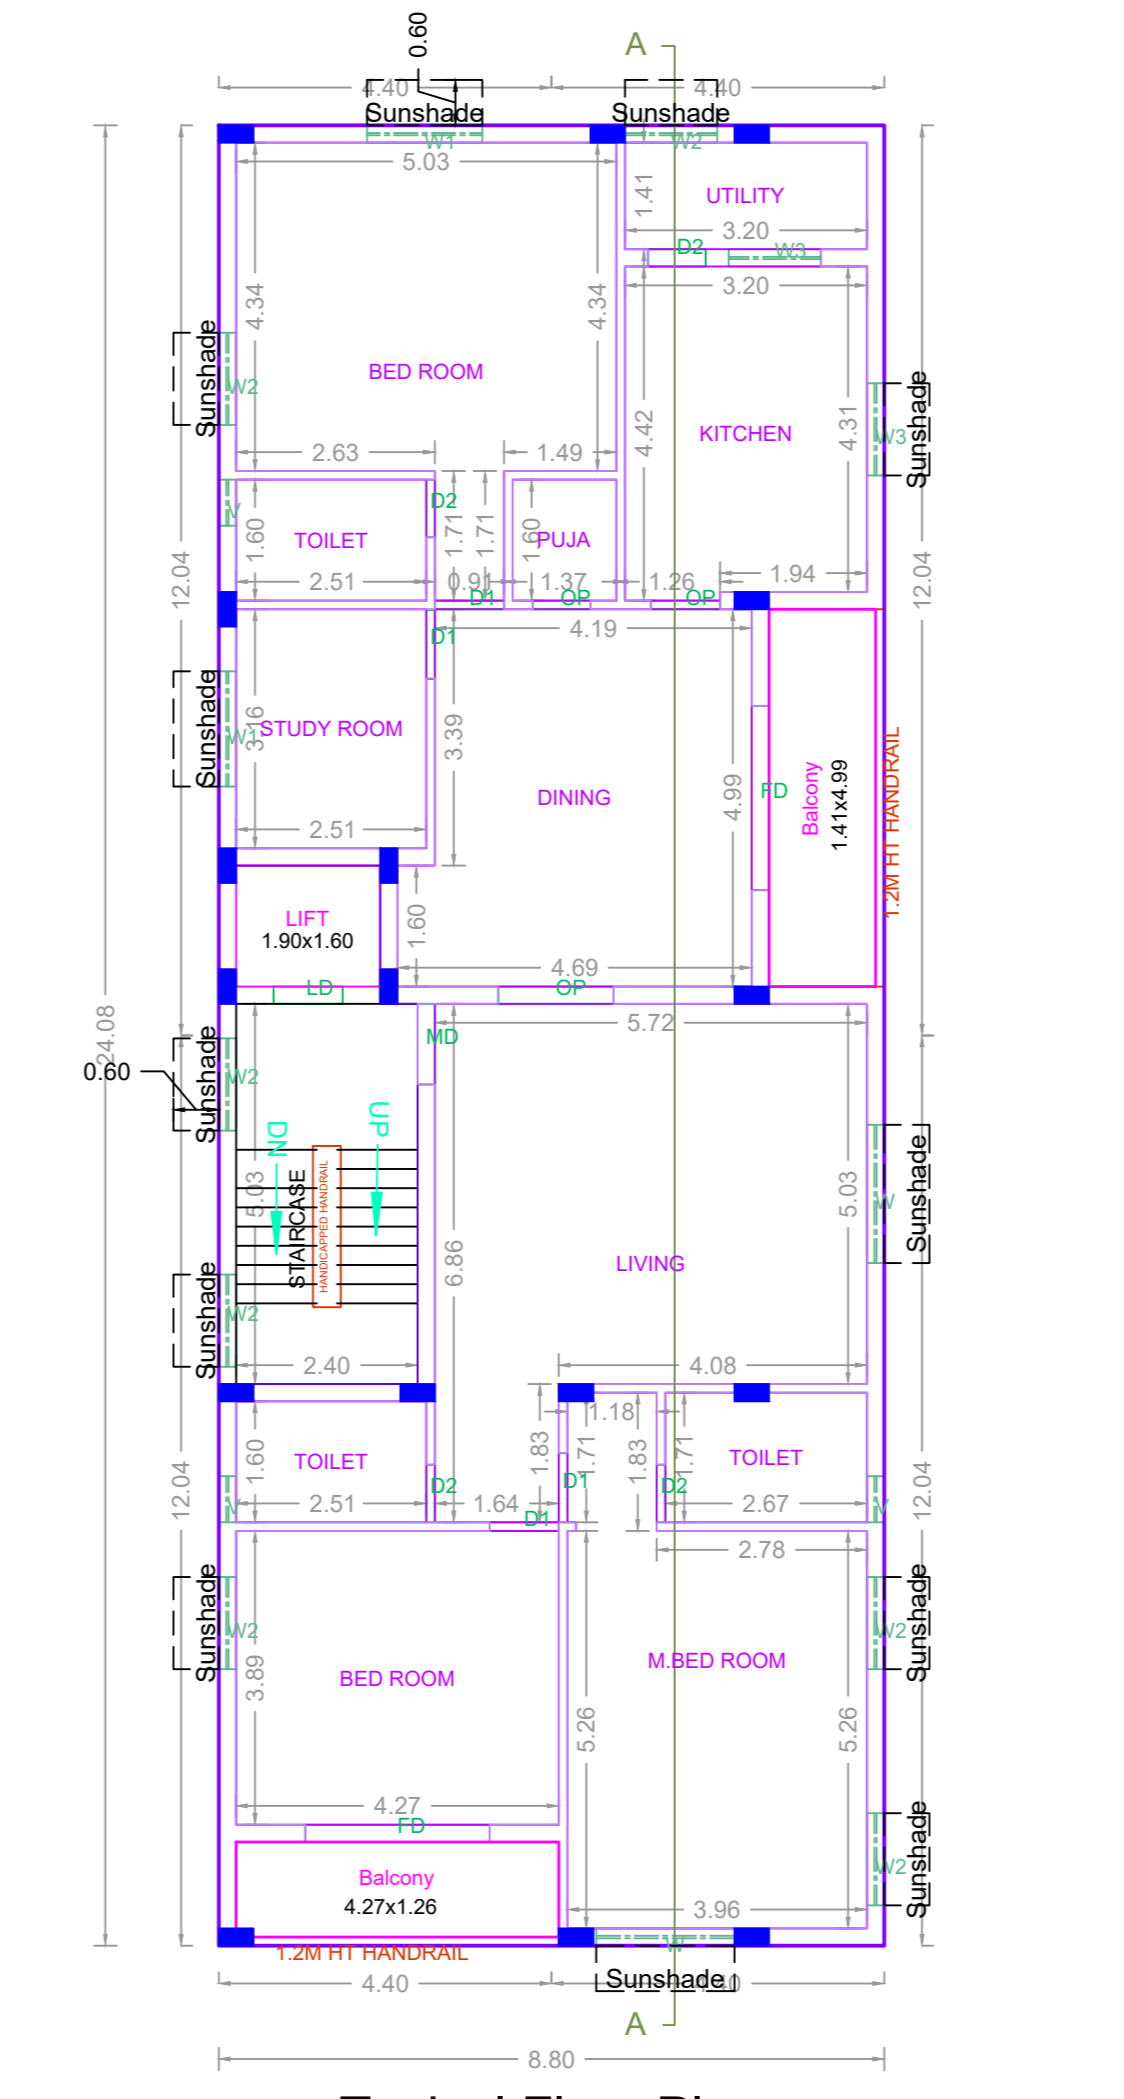 0.60
A
4.40
4.40
Sunshade
Sunshade
W1
W2
5.03
1.41
UTILITY
3.20
D2
W3
3.20
4.34
4.34
Sunshade
W2
BED ROOM
4.42
KITCHEN
4.31
W3
Sunshade
2.63
1.49
V
D2
1.60
TOILET
1.71
1.71
1.60
PUJA
2.51
0.91
1.37
1.26
1.94
D1
OP
OP
12.04
12.04
D1
4.19
Sunshade
W1
3.16
STUDY ROOM
3.39
DINING
4.99
FD
Balcony
1.41x4.99
1.2M HT HANDRAIL
2.51
LIFT
1.90x1.60
1.60
4.69
LD
OP
24.08
0.60
Sunshade
W2
MD
5.72
DN
UP
5.03
STAIRCASE
HANDICAPPED HANDRAIL
6.86
LIVING
5.03
W
Sunshade
Sunshade
W2
2.40
4.08
1.18
1.60
TOILET
1.83
1.71
1.83
1.71
TOILET
D2
D1
D2
V
V
2.51
1.64
2.67
D1
12.04
12.04
2.78
Sunshade
W2
3.89
BED ROOM
M.BED ROOM
W2
Sunshade
5.26
5.26
4.27
FD
W2
Sunshade
Balcony
4.27x1.26
3.96
1.2M HT HANDRAIL
W
4.40
Sunshade
4.40
A
8.80